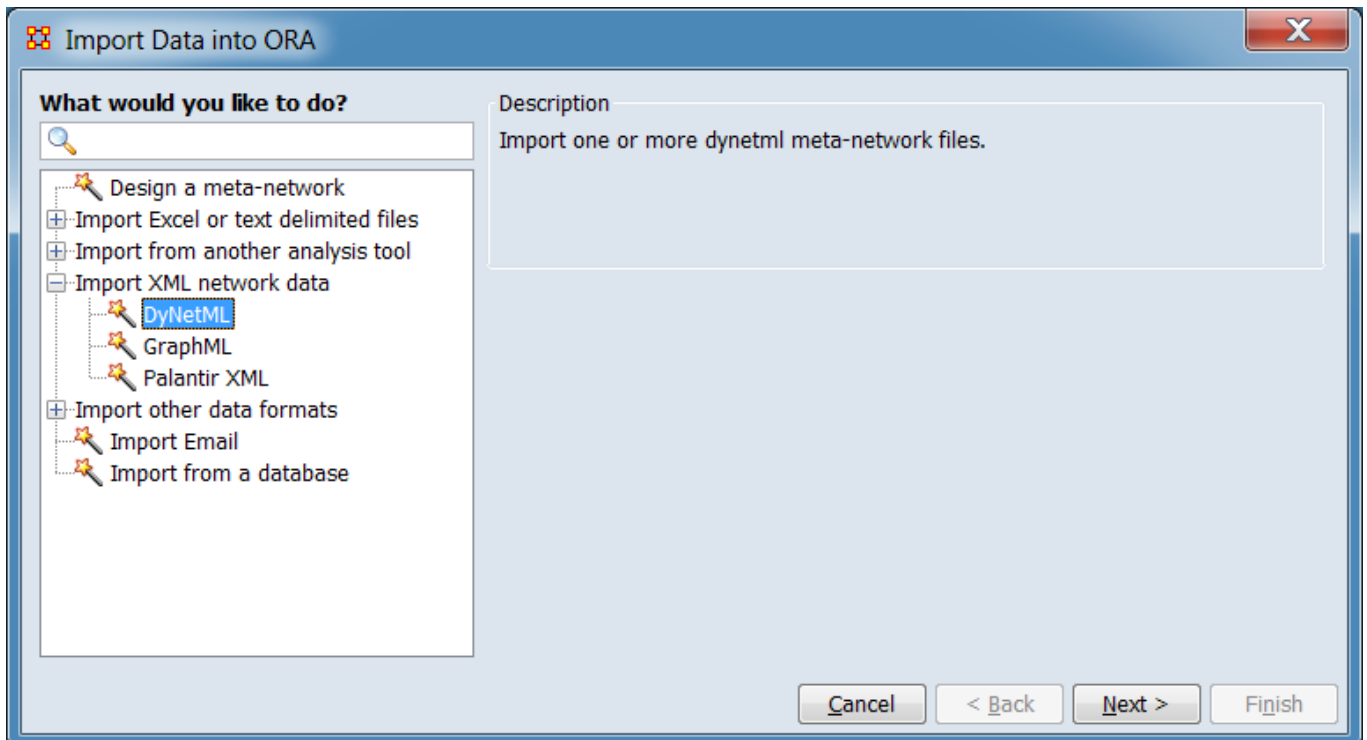 Import Data into ORA
What would you like to do?
Design a meta-network
Import Excel or text delimited files
Import from another analysis tool
Import XML network data
DyNetML
GraphML
Palantir XML
Import other data formats
Import Email
Import from a database
Description
Import one or more dynetml meta-network files.
Cancel
< Back
Next >
Finish